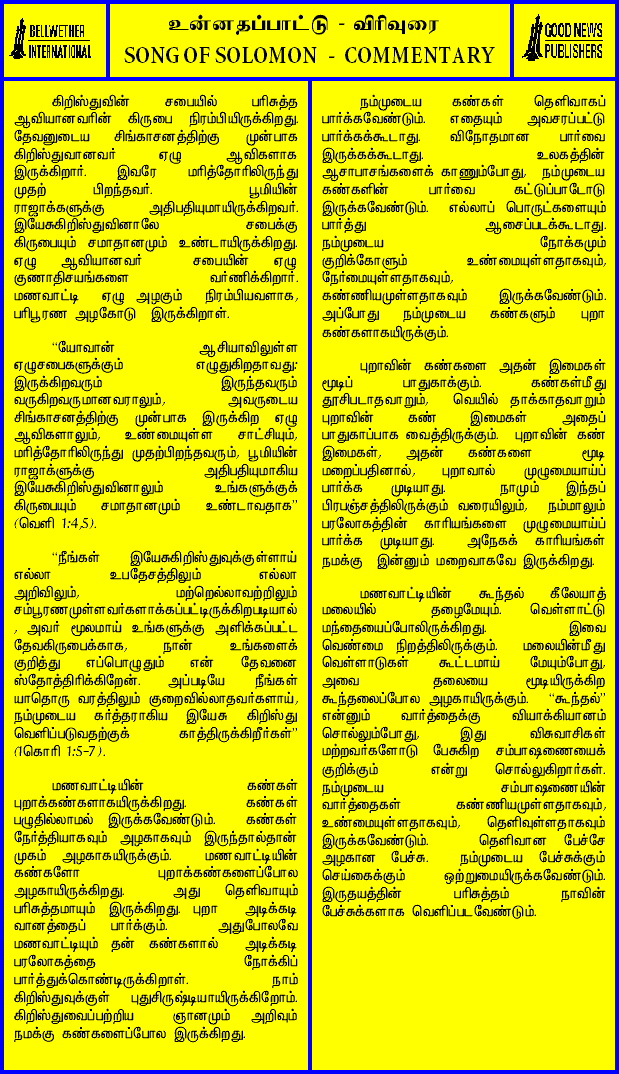 BELLWETHER
INTERNATIONAL
உன்னதப்பாட்டு - விரிவுரை
SONG OF SOLOMON - COMMENTARY
GOOD NEWS
PUBLISHERS
கிறிஸ்துவின் சபையில் பரிசுத்த
ஆவியானவரின் கிருபை நிரம்பியிருக்கிறது.
தேவனுடைய சிங்காசனத்திற்கு முன்பாக
கிறிஸ்துவானவர் ஏழு ஆவிகளாக
இருக்கிறார். இவரே மரித்தோரிலிருந்து
முதற் பிறந்தவர். பூமியின்
ராஜாக்களுக்கு அதிபதியுமாயிருக்கிறவர்.
இயேசுகிறிஸ்துவினாலே சபைக்கு
கிருபையும் சமாதானமும் உண்டாயிருக்கிறது.
ஏழு ஆவியானவர் சபையின் ஏழு
குணாதிசயங்களை வர்ணிக்கிறார்.
மணவாட்டி ஏழு அழகும் நிரம்பியவளாக,
பரிபூரண அழகோடு இருக்கிறாள்.
“யோவான் ஆசியாவிலுள்ள
ஏழுசபைகளுக்கும் எழுதுகிறதாவது:
இருக்கிறவரும் இருந்தவரும்
வருகிறவருமானவராலும், அவருடைய
சிங்காசனத்திற்கு முன்பாக இருக்கிற ஏழு
ஆவிகளாலும், உண்மையுள்ள சாட்சியும்,
மரித்தோரிலிருந்து முதற்பிறந்தவரும், பூமியின்
ராஜாக்ளுக்கு அதிபதியுமாகிய
இயேசுகிறிஸ்துவினாலும் உங்களுக்குக்
கிருபையும் சமாதானமும் உண்டாவதாக”
(வெளி 1:4,5).
“நீங்கள் இயேசுகிறிஸ்துவுக்குள்ளாய்
எல்லா உபதேசத்திலும் எல்லா
அறிவிலும், மற்றெல்லாவற்றிலும்
சம்பூரணமுள்ளவர்களாக்கப்பட்டிருக்கிறபடியால்
, அவர் மூலமாய் உங்களுக்கு அளிக்கப்பட்ட
தேவகிருபைக்காக, நான் உங்களைக்
குறித்து எப்பொழுதும் என் தேவனை
ஸ்தோத்திரிக்கிறேன். அப்படியே நீங்கள்
யாதொரு வரத்திலும் குறைவில்லாதவர்களாய்,
நம்முடைய கர்த்தராகிய இயேசு கிறிஸ்து
வெளிப்படுவதற்குக் காத்திருக்கிறீர்கள்”
(1கொரி 1:5-7).
மணவாட்டியின் கண்கள்
புறாக்கண்களாகயிருக்கிறது. கண்கள்
பழுதில்லாமல் இருக்கவேண்டும். கண்கள்
நேர்த்தியாகவும் அழகாகவும் இருந்தால்தான்
முகம் அழகாகயிருக்கும். மணவாட்டியின்
கண்களோ புறாக்கண்களைப்போல
அழகாயிருக்கிறது. அது தெளிவாயும்
பரிசுத்தமாயும் இருக்கிறது. புறா அடிக்கடி
வானத்தைப் பார்க்கும். அதுபோலவே
மணவாட்டியும் தன் கண்களால் அடிக்கடி
பரலோகத்தை நோக்கிப்
பார்த்துக்கொண்டிருக்கிறாள். நாம்
கிறிஸ்துவுக்குள் புதுசிருஷ்டியாயிருக்கிறோம்.
கிறிஸ்துவைப்பற்றிய ஞானமும் அறிவும்
நமக்கு கண்களைப்போல இருக்கிறது.
நம்முடைய கண்கள் தெளிவாகப்
பார்க்கவேண்டும். எதையும் அவசரப்பட்டு
பார்க்கக்கூடாது. விநோதமான பார்வை
இருக்கக்கூடாது. உலகத்தின்
ஆசாபாசங்களைக் காணும்போது, நம்முடைய
கண்களின் பார்வை கட்டுப்பாடோடு
இருக்கவேண்டும். எல்லாப் பொருட்களையும்
பார்த்து ஆசைப்படக்கூடாது.
நம்முடைய நோக்கமும்
குறிக்கோளும் உண்மையுள்ளதாகவும்,
நேர்மையுள்ளதாகவும்,
கண்ணியமுள்ளதாகவும் இருக்கவேண்டும்.
அப்போது நம்முடைய கண்களும் புறா
கண்களாகயிருக்கும்.
புறாவின் கண்களை அதன் இமைகள்
மூடிப் பாதுகாக்கும். கண்கள்மீது
தூசிபடாதவாறும், வெயில் தாக்காதவாறும்
புறாவின் கண் இமைகள் அதைப்
பாதுகாப்பாக வைத்திருக்கும். புறாவின் கண்
இமைகள், அதன் கண்களை மூடி
மறைப்பதினால், புறாவால் முழுமையாய்ப்
பார்க்க முடியாது. நாமும் இந்தப்
பிரபஞ்சத்திலிருக்கும் வரையிலும், நம்மாலும்
பரலோகத்தின் காரியங்களை முழுமையாய்ப்
பார்க்க முடியாது. அநேகக் காரியங்கள்
நமக்கு இன்னும் மறைவாகவே இருக்கிறது.
மணவாட்டியின் கூந்தல் கீலேயாத்
மலையில் தழைமேயும். வெள்ளாட்டு
மந்தையைப்போலிருக்கிறது. இவை
வெண்மை நிறத்திலிருக்கும். மலையின்மீது
வெள்ளாடுகள் கூட்டமாய் மேயும்போது,
அவை தலையை மூடியிருக்கிற
கூந்தலைப்போல அழகாயிருக்கும். “கூந்தல்”
என்னும் வார்த்தைக்கு வியாக்கியானம்
சொல்லும்போது, இது விசுவாசிகள்
மற்றவர்களோடு பேசுகிற சம்பாஷணையைக்
குறிக்கும் என்று சொல்லுகிறார்கள்.
நம்முடைய சம்பாஷணையின்
வார்த்தைகள் கண்ணியமுள்ளதாகவும்,
உண்மையுள்ளதாகவும், தெளிவுள்ளதாகவும்
இருக்கவேண்டும். தெளிவான பேச்சே
அழகான பேச்சு. நம்முடைய பேச்சுக்கும்
செய்கைக்கும் ஒற்றுமையிருக்கவேண்டும்.
இருதயத்தின் பரிசுத்தம் நாவின்
பேச்சுக்களாக வெளிப்படவேண்டும்.